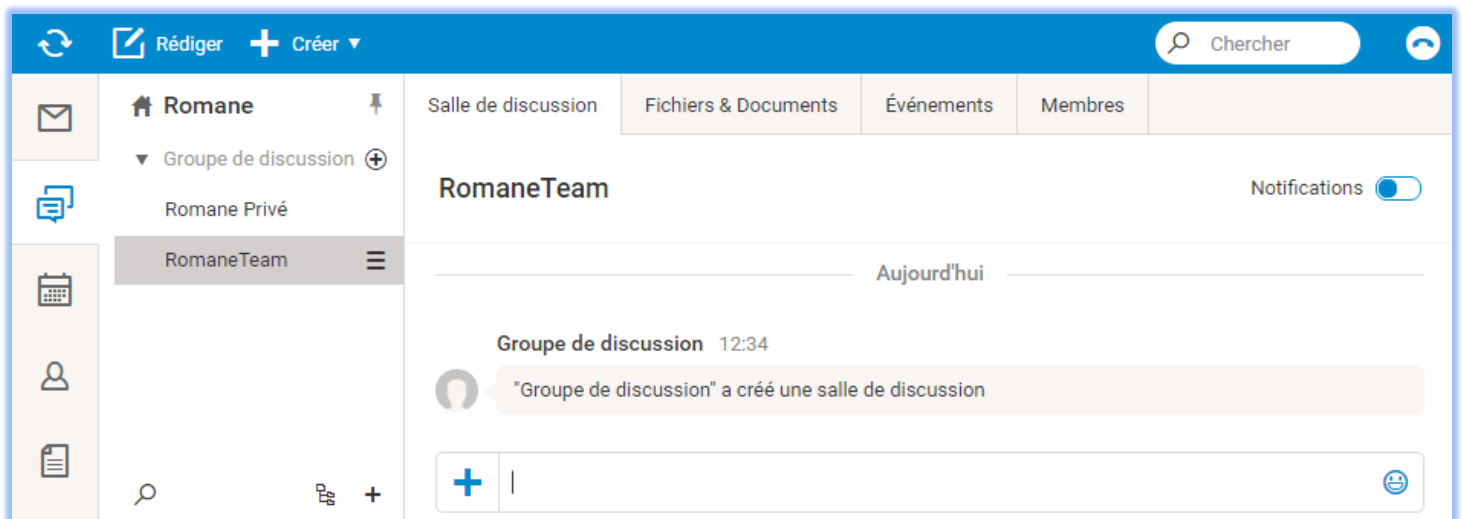 Rédiger Créer Chercher
Romane
Groupe de discussion
Romane Privé
RomaneTeam
Salle de discussion Fichiers & Documents Événements Membres
RomaneTeam Notifications
Aujourd'hui
Groupe de discussion 12:34
"Groupe de discussion" a créé une salle de discussion